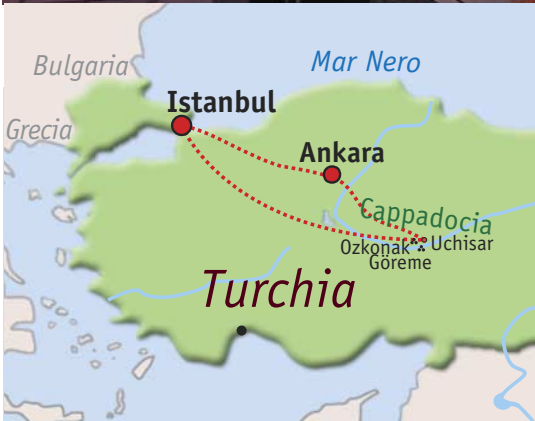 Bulgaria
Mar Nero
Istanbul
Grecia
Ankara
Cappadocia
Ozkonak
Uchisar
Göreme
Turchia